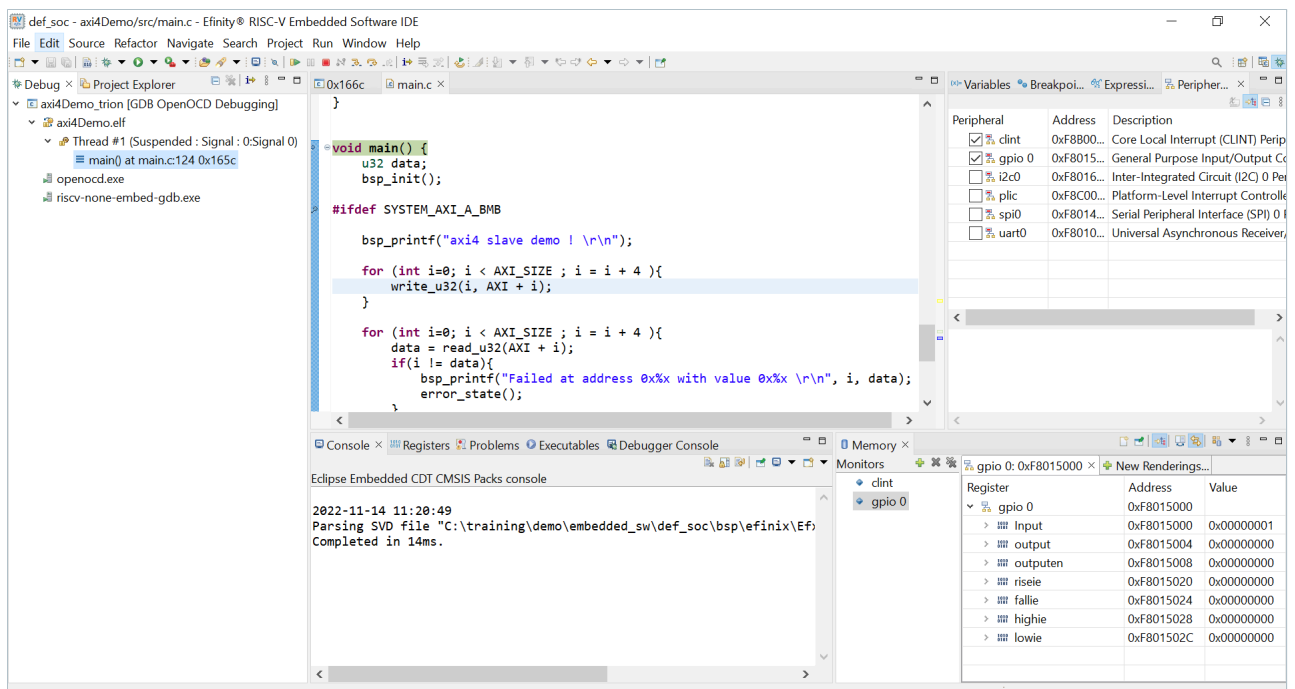 def_soc - axi4Demo/src/main.c - Efinity® RISC-V Embedded Software IDE
File Edit Source Refactor Navigate Search Project Run Window Help
Debug
Project Explorer
axi4Demo_trion [GDB OpenOCD Debugging]
axi4Demo.elf
Thread #1 (Suspended : Signal : 0:Signal 0)
main() at main.c:124 0x165c
openocd.exe
riscv-none-embed-gdb.exe
0x166c
main.c
}
void main() {
u32 data;
bsp_init();
#ifdef SYSTEM_AXI_A_BMB
bsp_printf("axi4 slave demo ! \r\n");
for (int i=0; i < AXI_SIZE ; i = i + 4 ){
write_u32(i, AXI + i);
}
for (int i=0; i < AXI_SIZE ; i = i + 4 ){
data = read_u32(AXI + i);
if(i != data){
bsp_printf("Failed at address 0x%x with value 0x%x \r\n", i, data);
error_state();
}
Variables Breakpoi... Expressi... Peripher...
Peripheral Address Description
clint 0xF8B00... Core Local Interrupt (CLINT) Perip
gpio 0 0xF8015... General Purpose Input/Output Co
i2c0 0xF8016... Inter-Integrated Circuit (I2C) 0 Per
plic 0xF8C00... Platform-Level Interrupt Controlle
spi0 0xF8014... Serial Peripheral Interface (SPI) 0 F
uart0 0xF8010... Universal Asynchronous Receiver/
Console Registers Problems Executables Debugger Console
Eclipse Embedded CDT CMSIS Packs console
2022-11-14 11:20:49
Parsing SVD file "C:\training\demo\embedded_sw\def_soc\bsp\efinix\Efx
Completed in 14ms.
Memory
Monitors
clint
gpio 0
gpio 0: 0xF8015000 New Renderings...
Register Address Value
gpio 0 0xF8015000
Input 0xF8015000 0x00000001
output 0xF8015004 0x00000000
outputen 0xF8015008 0x00000000
riseie 0xF8015020 0x00000000
fallie 0xF8015024 0x00000000
highie 0xF8015028 0x00000000
lowie 0xF801502C 0x00000000